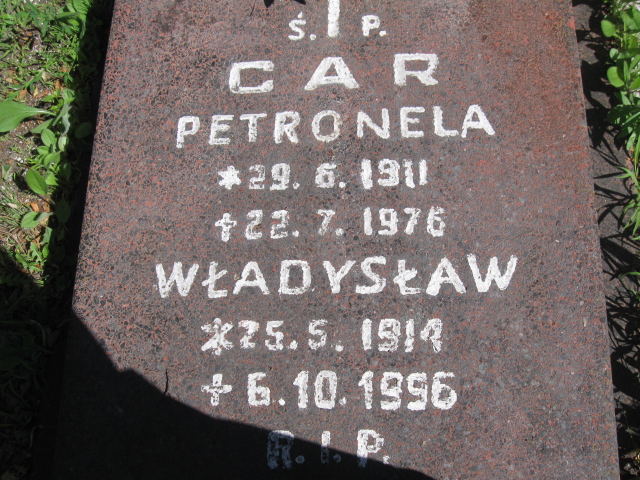 Ś. P.
CAR
PETRONELA
*29. 6. 1911
+22. 7. 1976
WŁADYSŁAW
*25. 5. 1914
+6. 10. 1996
R. I. P.